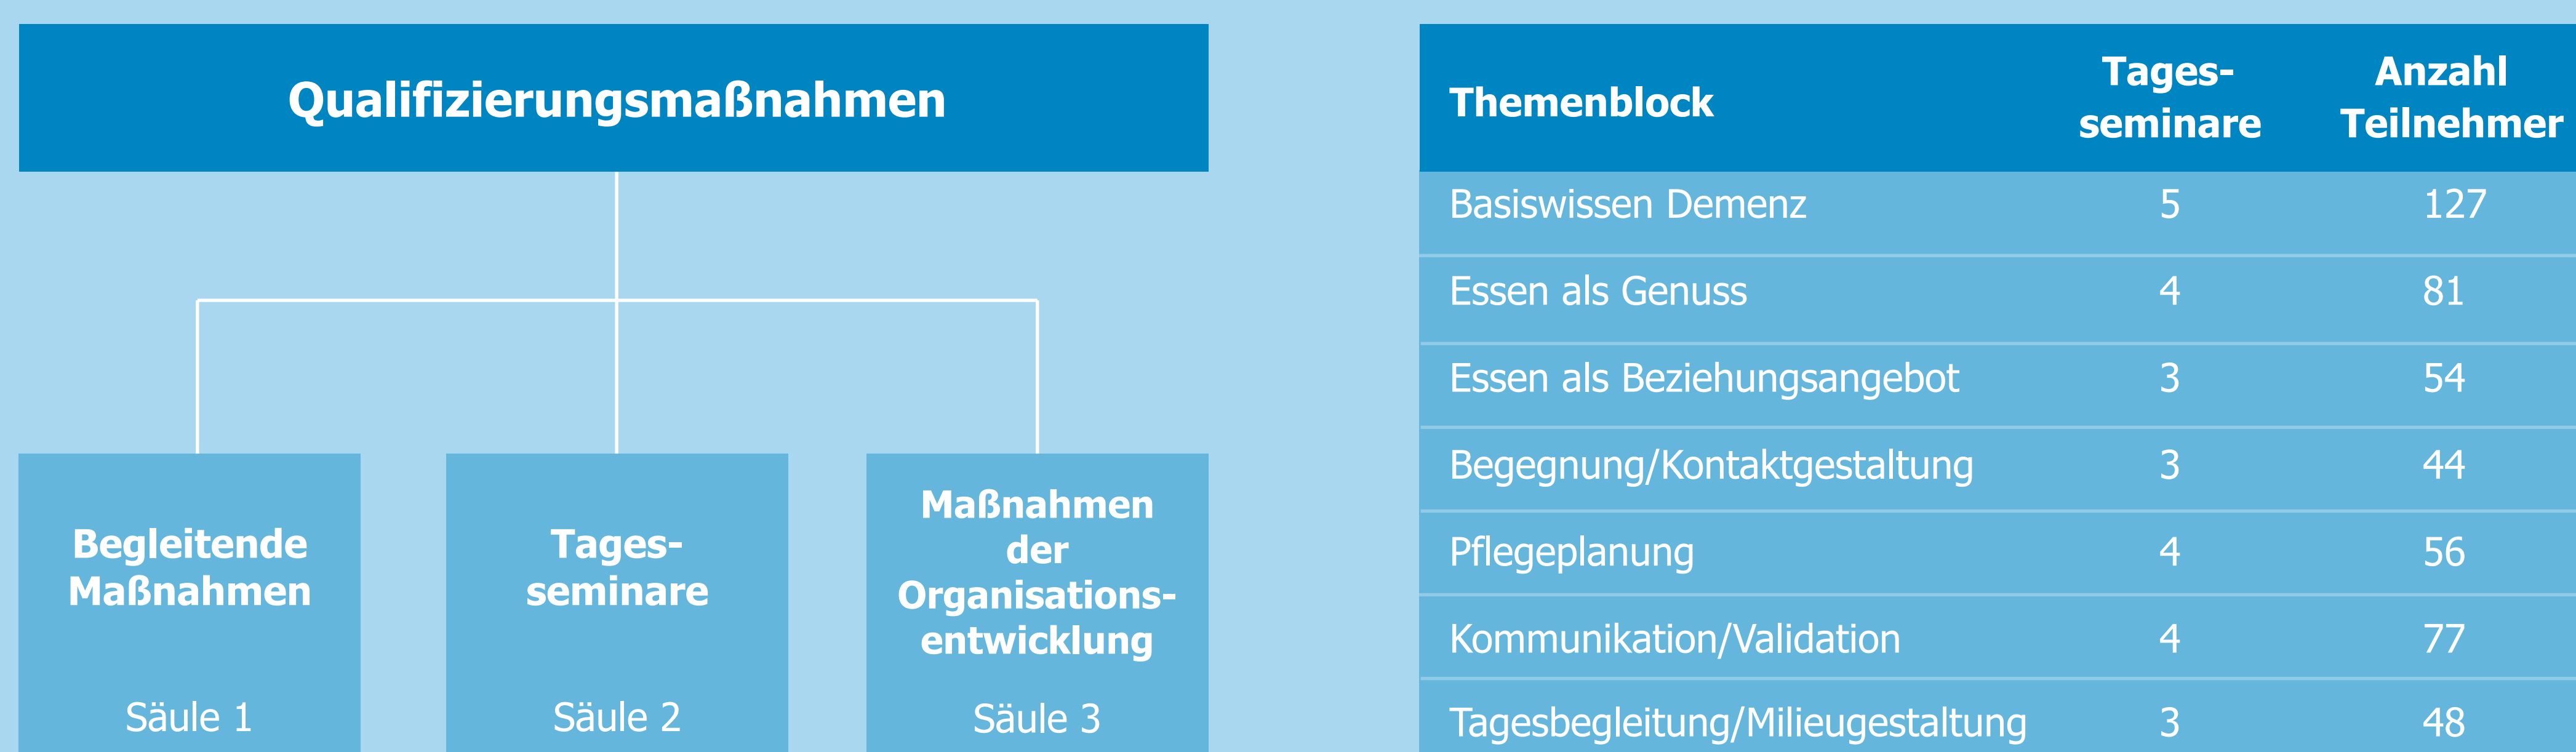 Qualifizierungsmaßnahmen
Begleitende
Maßnahmen
Säule 1
Tages-
seminare
Säule 2
Maßnahmen
der
Organisations-
entwicklung
Säule 3
Themenblock Tages- seminare Anzahl Teilnehmer
Basiswissen Demenz 5 127
Essen als Genuss 4 81
Essen als Beziehungsangebot 3 54
Begegnung/Kontaktgestaltung 3 44
Pflegeplanung 4 56
Kommunikation/Validation 4 77
Tagesbegleitung/Milieugestaltung 3 48